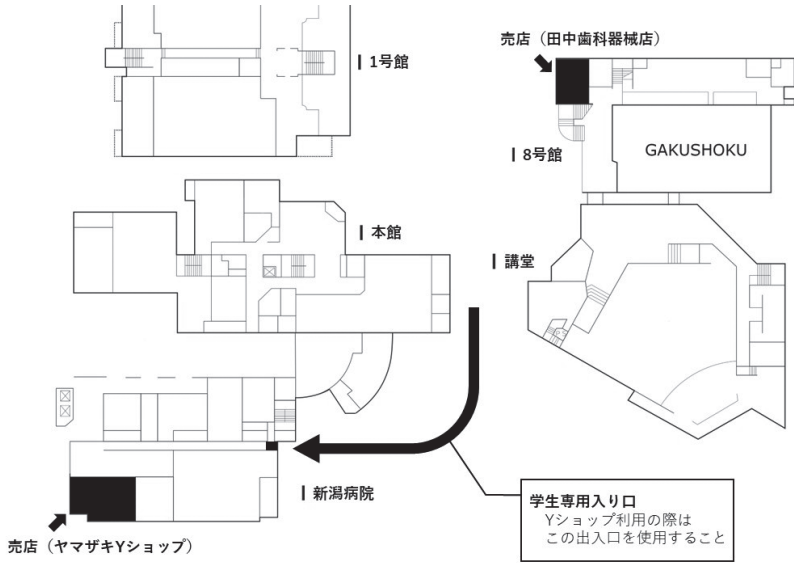 売店（田中歯科器械店）
1号館
8号館
GAKUSHOKU
本館
講堂
新潟病院
学生専用入り口
Yショップ利用の際は
この出入口を使用すること
売店（ヤマザキYショップ）